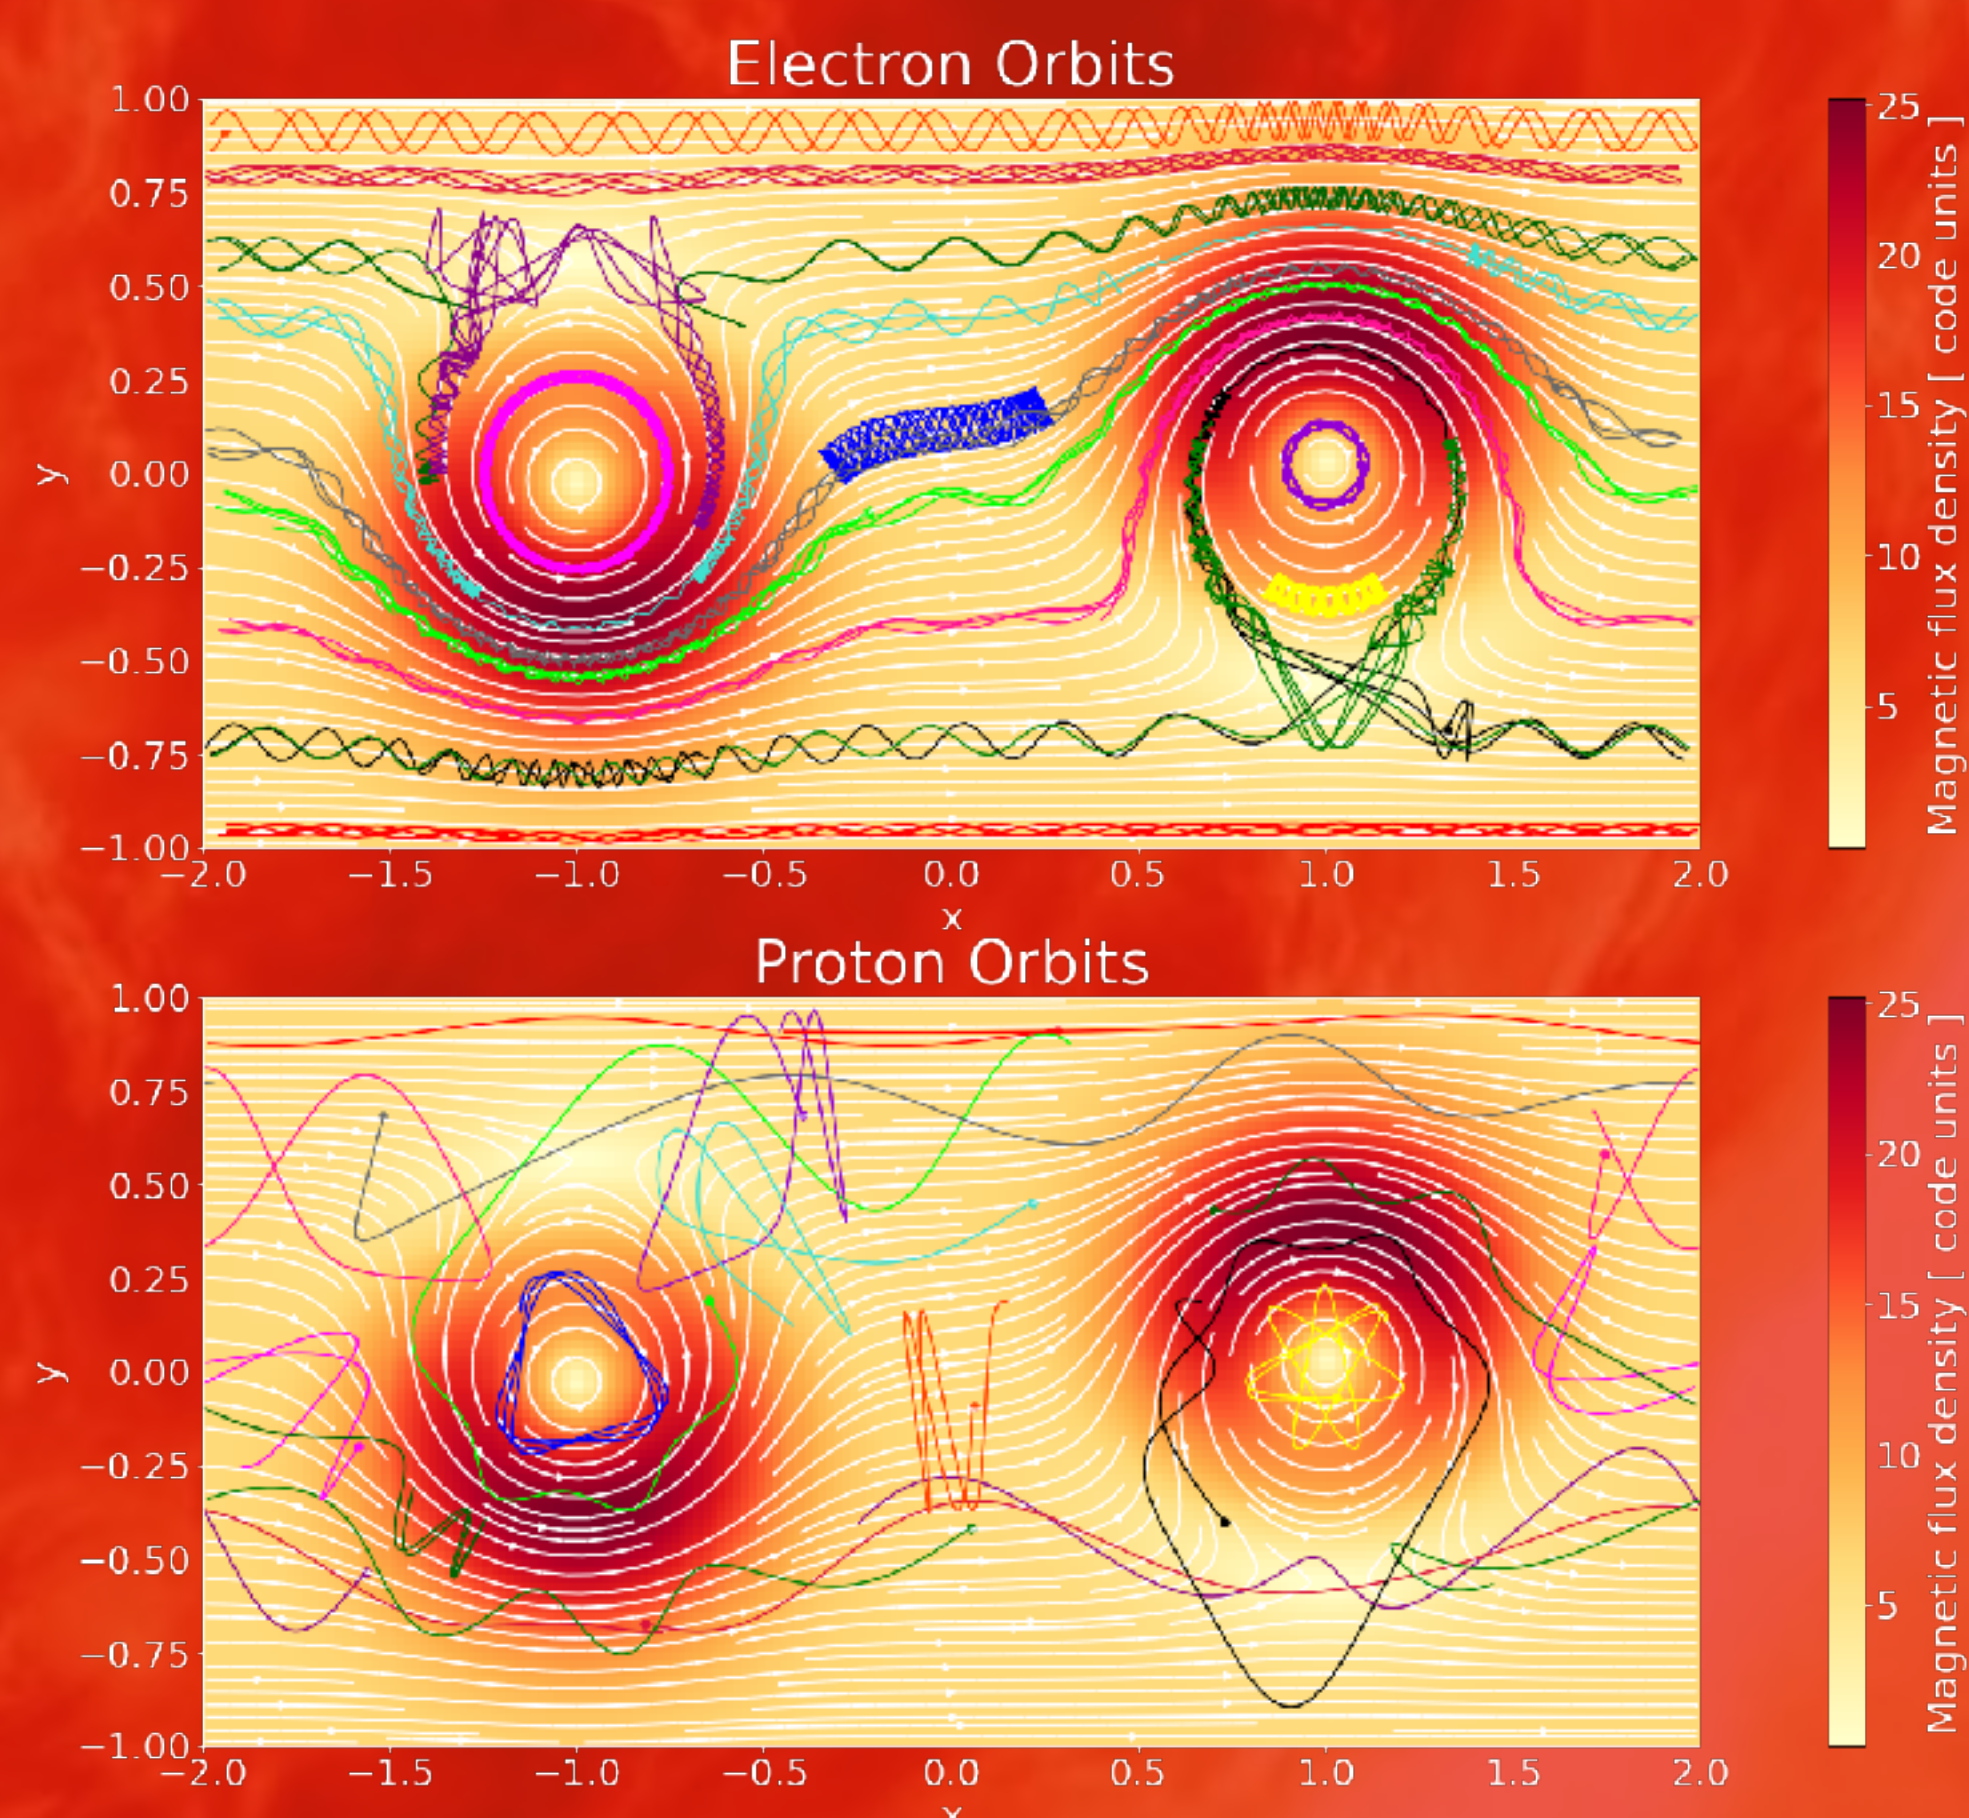 Electron Orbits
1.00
0.75
0.50
0.25
0.00
−0.25
−0.50
−0.75
−1.00
y
−2.0 −1.5 −1.0 −0.5 0.0 0.5 1.0 1.5 2.0
x
25
20
15
10
5
Magnetic flux density [ code units ]
Proton Orbits
1.00
0.75
0.50
0.25
0.00
−0.25
−0.50
−0.75
−1.00
y
−2.0 −1.5 −1.0 −0.5 0.0 0.5 1.0 1.5 2.0
x
25
20
15
10
5
Magnetic flux density [ code units ]